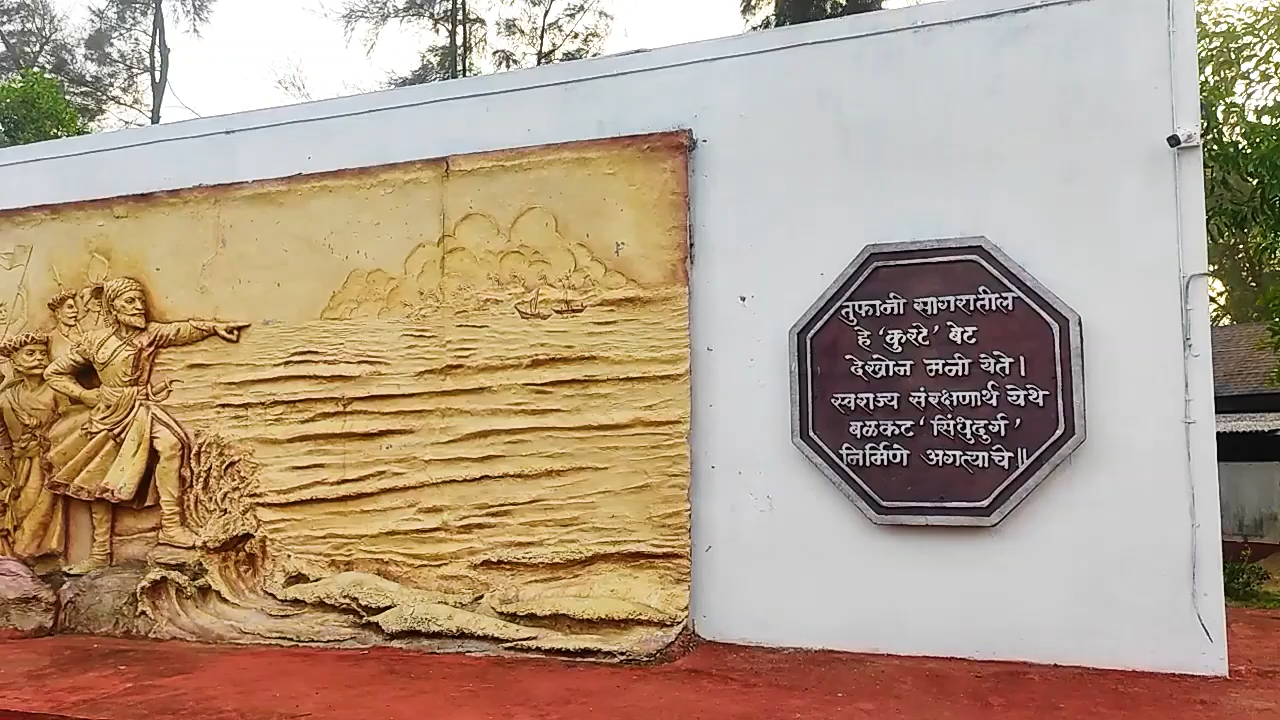 तुफानी सागरातील
हे 'कुरटे' बेट
देखोन मनी येते।
स्वराज्य संरक्षणार्थ येथे
बळकट 'सिंधुदुर्ग'
निर्मिणे अगत्याचे॥